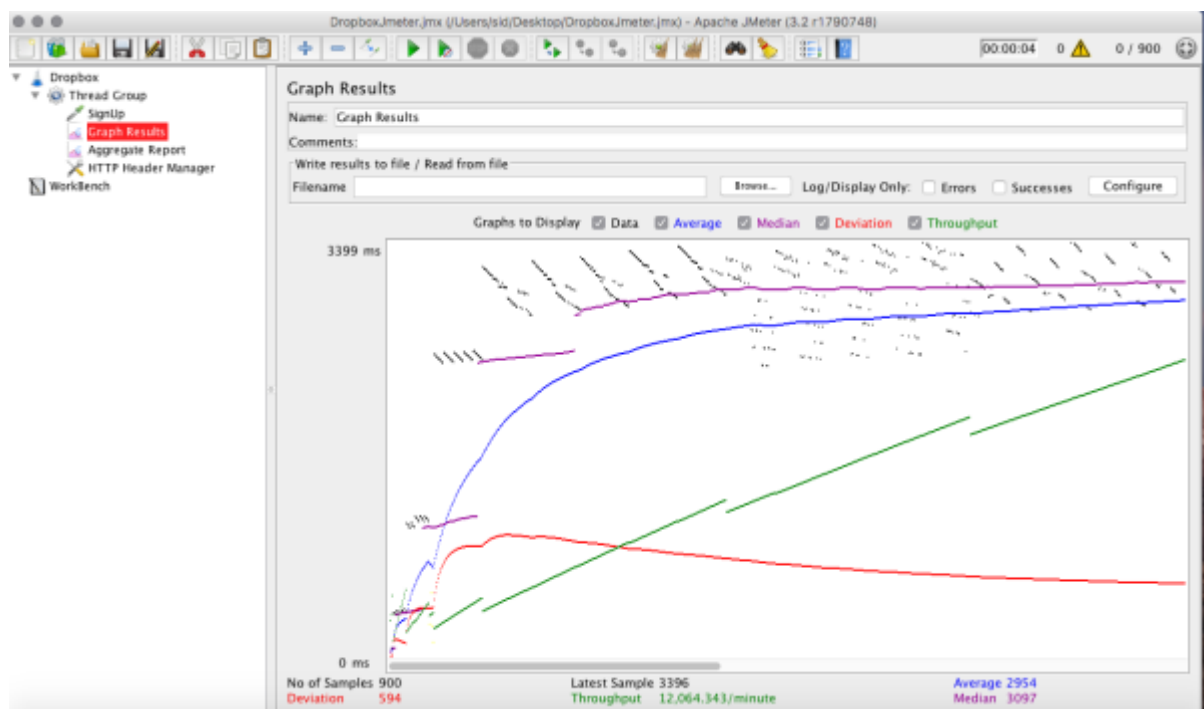 DropboxJmeter.jmx (/Users/sid/Desktop/DropboxJmeter.jmx) - Apache JMeter (3.2 r1790748)
00:00:04 0 0 / 900
Dropbox
Thread Group
SignUp
Graph Results
Aggregate Report
HTTP Header Manager
WorkBench
Graph Results
Name: Graph Results
Comments:
Write results to file / Read from file
Filename Browse... Log/Display Only: Errors Successes Configure
Graphs to Display Data Average Median Deviation Throughput
3399 ms
0 ms
No of Samples 900 Latest Sample 3396 Average 2954
Deviation 594 Throughput 12,064.343/minute Median 3097